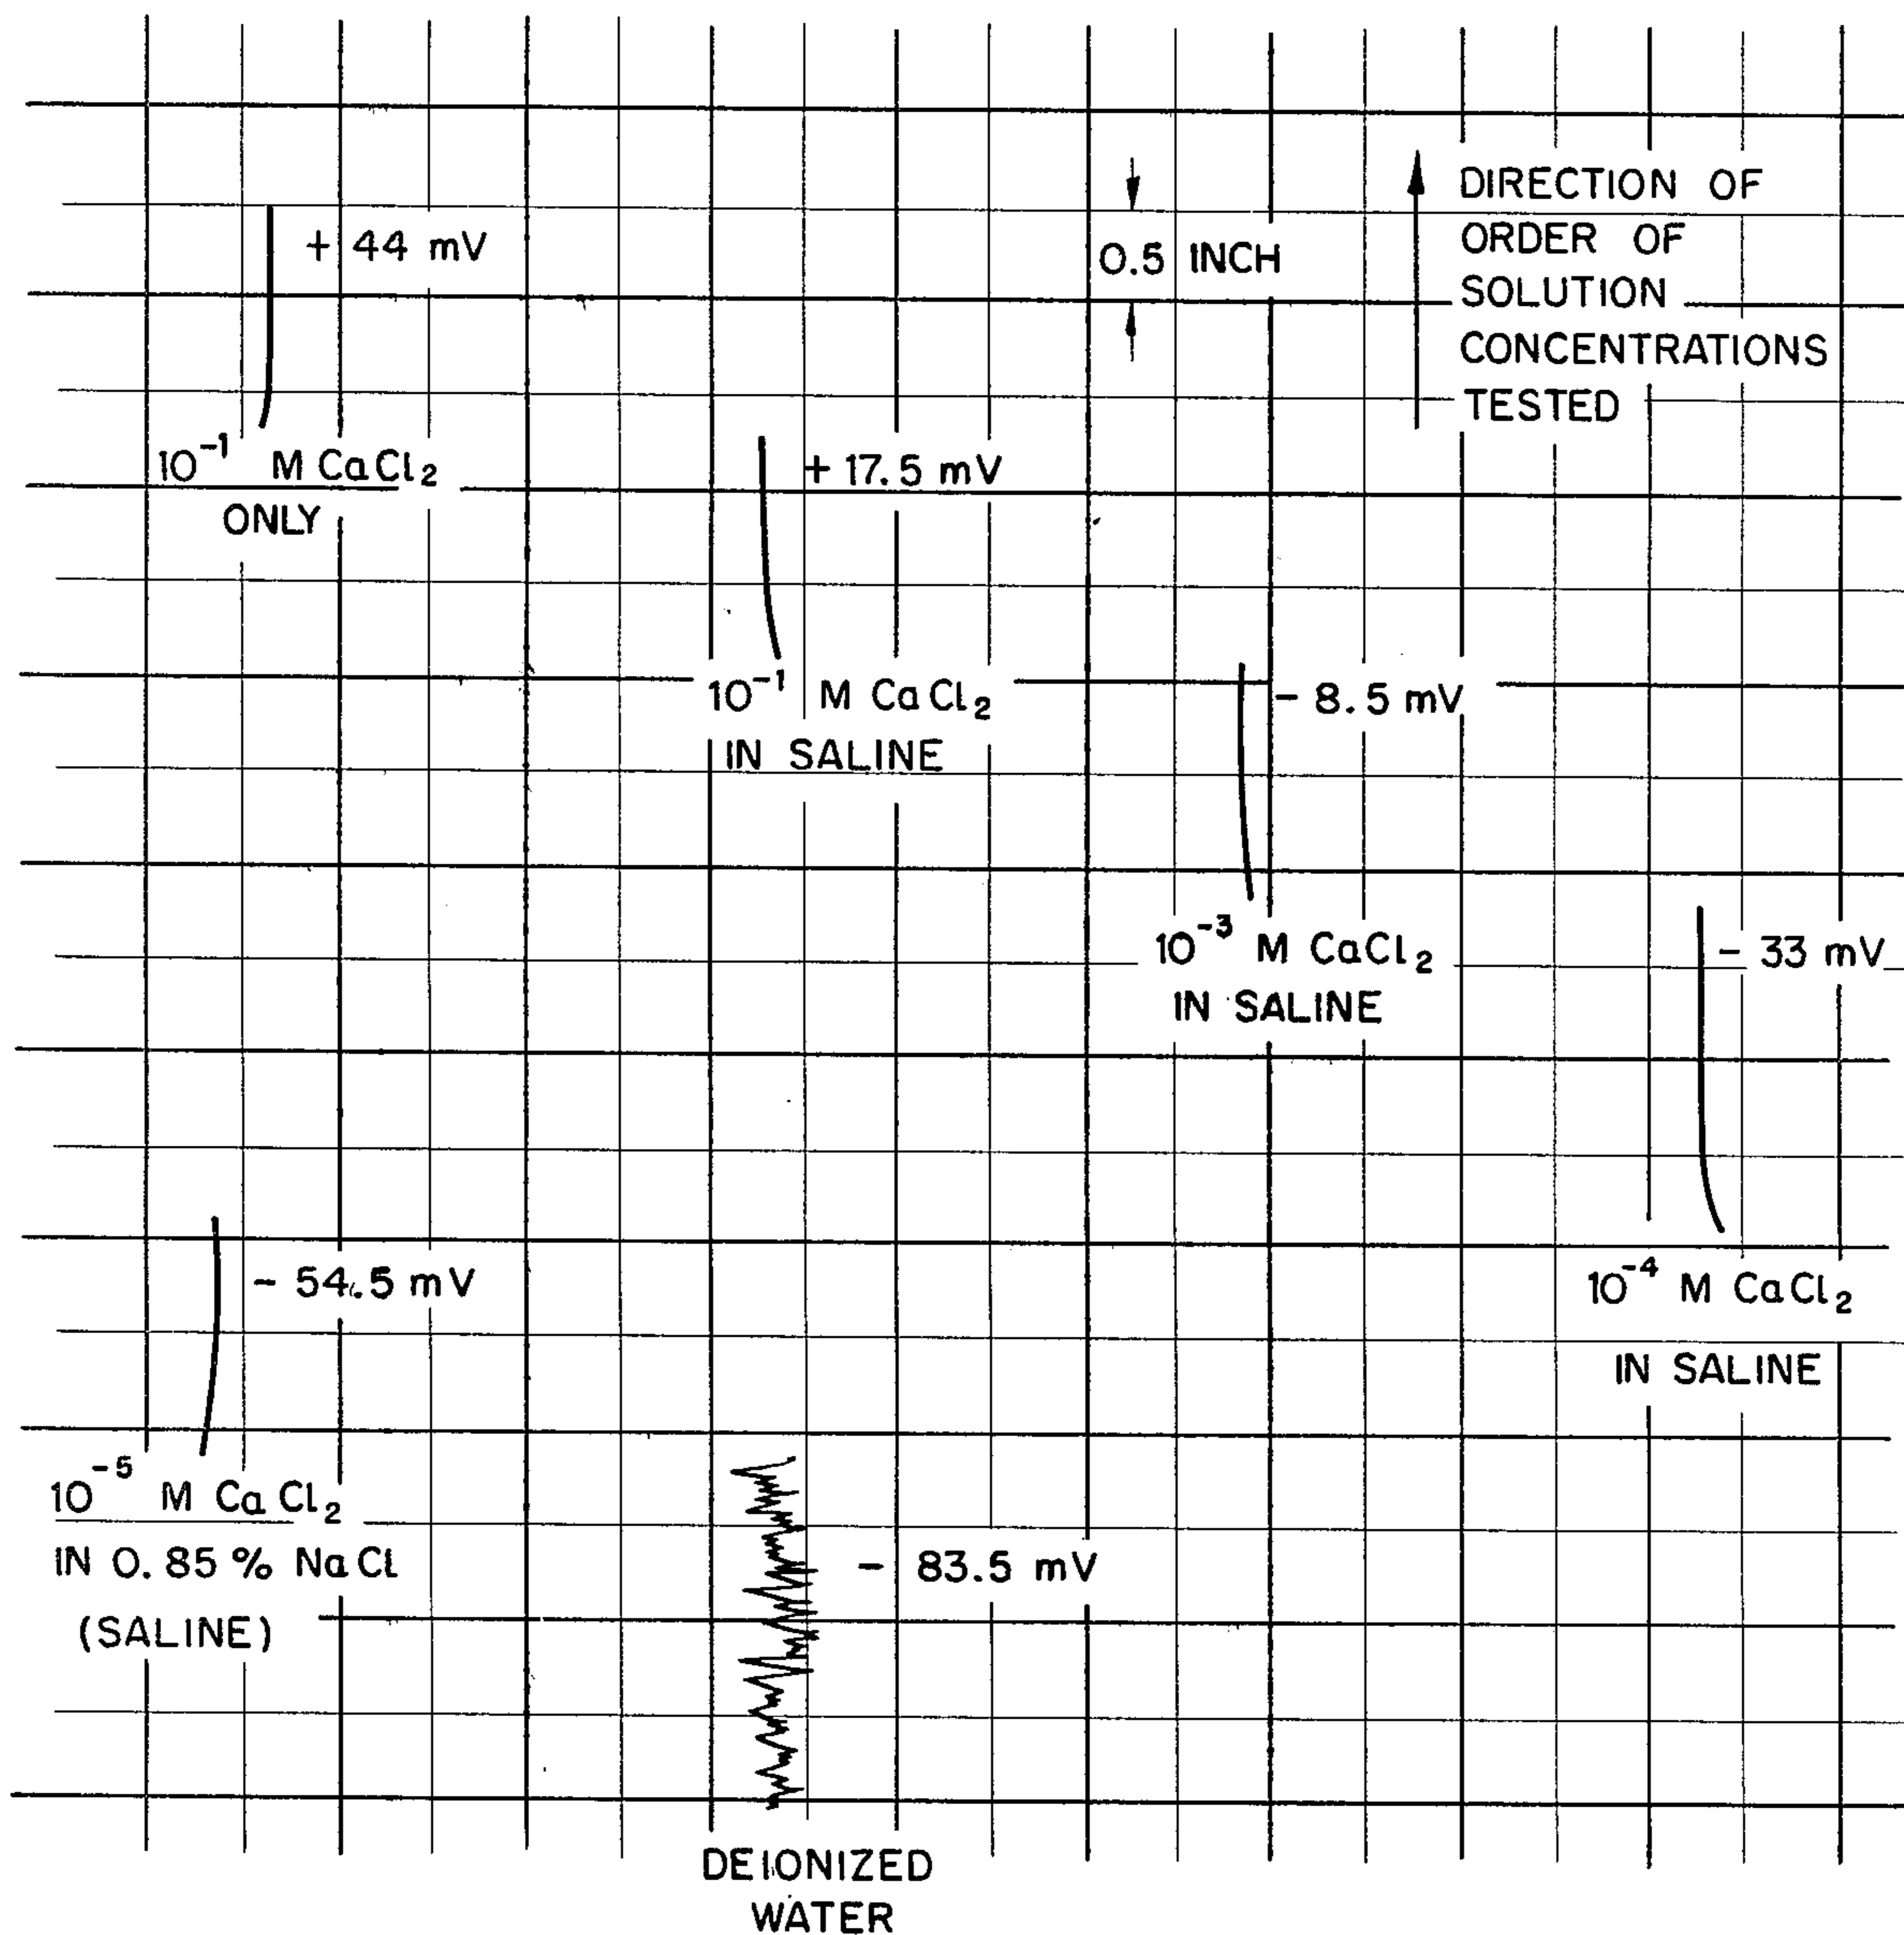 DIRECTION OF
ORDER OF
SOLUTION
CONCENTRATIONS
TESTED
0.5 INCH
+ 44 mV
10⁻¹ M CaCl₂
ONLY
+ 17.5 mV
10⁻¹ M CaCl₂
IN SALINE
- 8.5 mV
10⁻³ M CaCl₂
IN SALINE
- 33 mV
10⁻⁴ M CaCl₂
IN SALINE
- 54.5 mV
10⁻⁵ M CaCl₂
IN 0.85 % NaCl
(SALINE)
- 83.5 mV
DEIONIZED
WATER